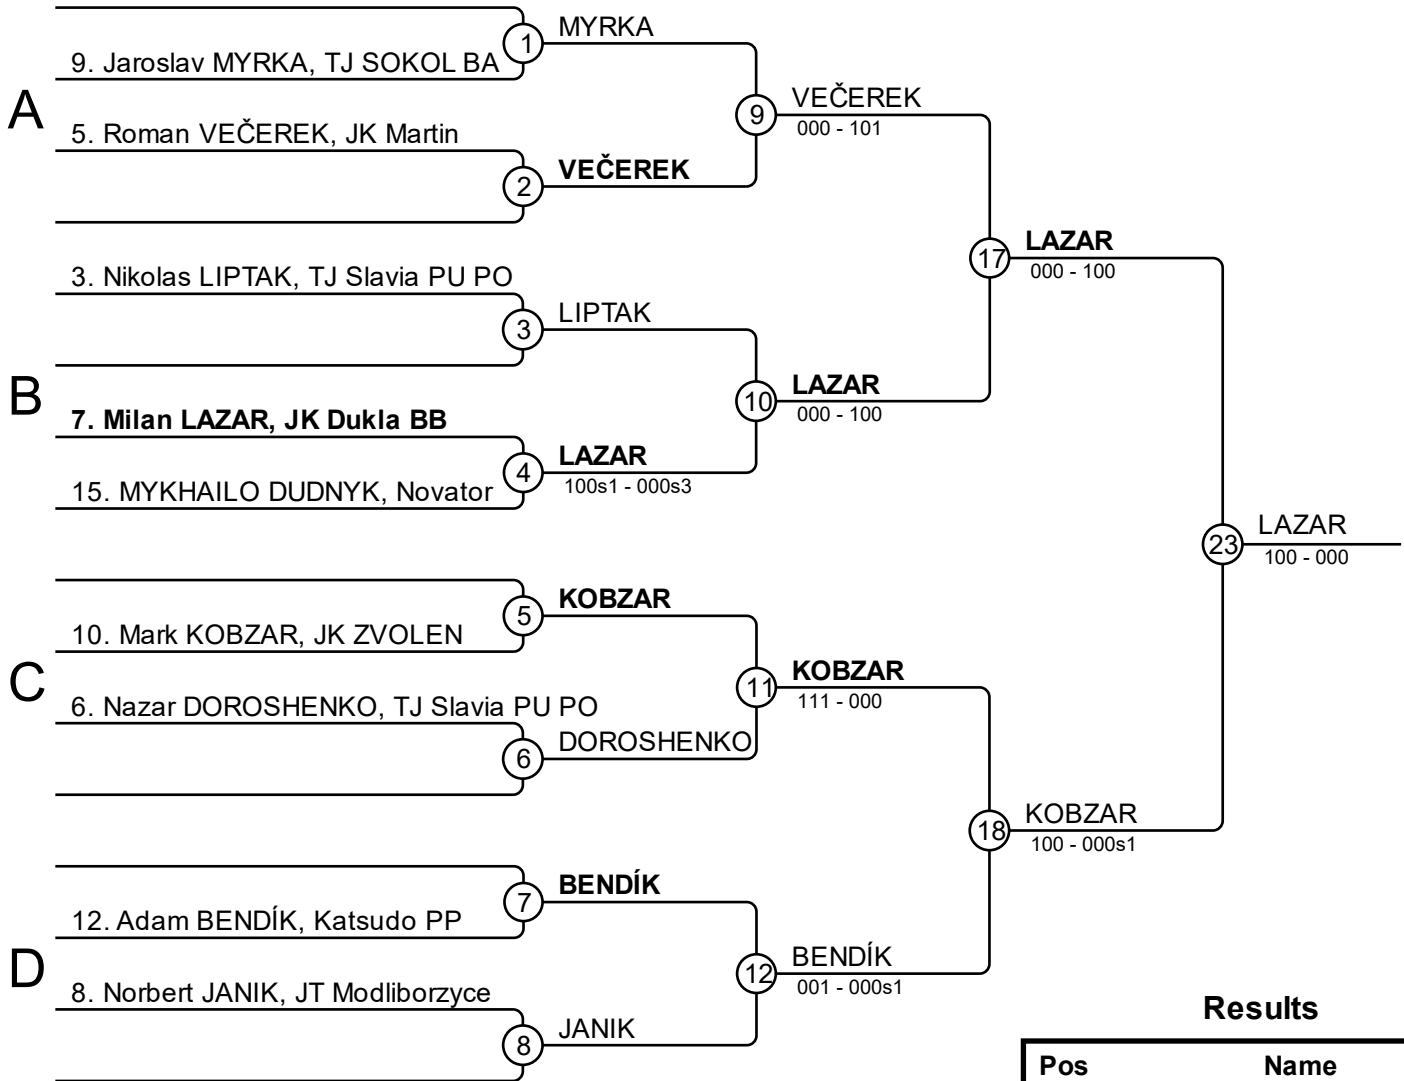 A
9. Jaroslav MYRKA, TJ SOKOL BA
1
MYRKA
5. Roman VEČEREK, JK Martin
2
VEČEREK
9
VEČEREK
000 - 101
B
3. Nikolas LIPTAK, TJ Slavia PU PO
3
LIPTAK
7. Milan LAZAR, JK Dukla BB
15. MYKHAILO DUDNYK, Novator
4
LAZAR
100s1 - 000s3
10
LAZAR
000 - 100
17
LAZAR
000 - 100
C
10. Mark KOBZAR, JK ZVOLEN
5
KOBZAR
6. Nazar DOROSHENKO, TJ Slavia PU PO
6
DOROSHENKO
11
KOBZAR
111 - 000
D
12. Adam BENDÍK, Katsudo PP
7
BENDÍK
8. Norbert JANIK, JT Modliborzyce
8
JANIK
12
BENDÍK
001 - 000s1
18
KOBZAR
100 - 000s1
23
LAZAR
100 - 000
Results
Pos Name